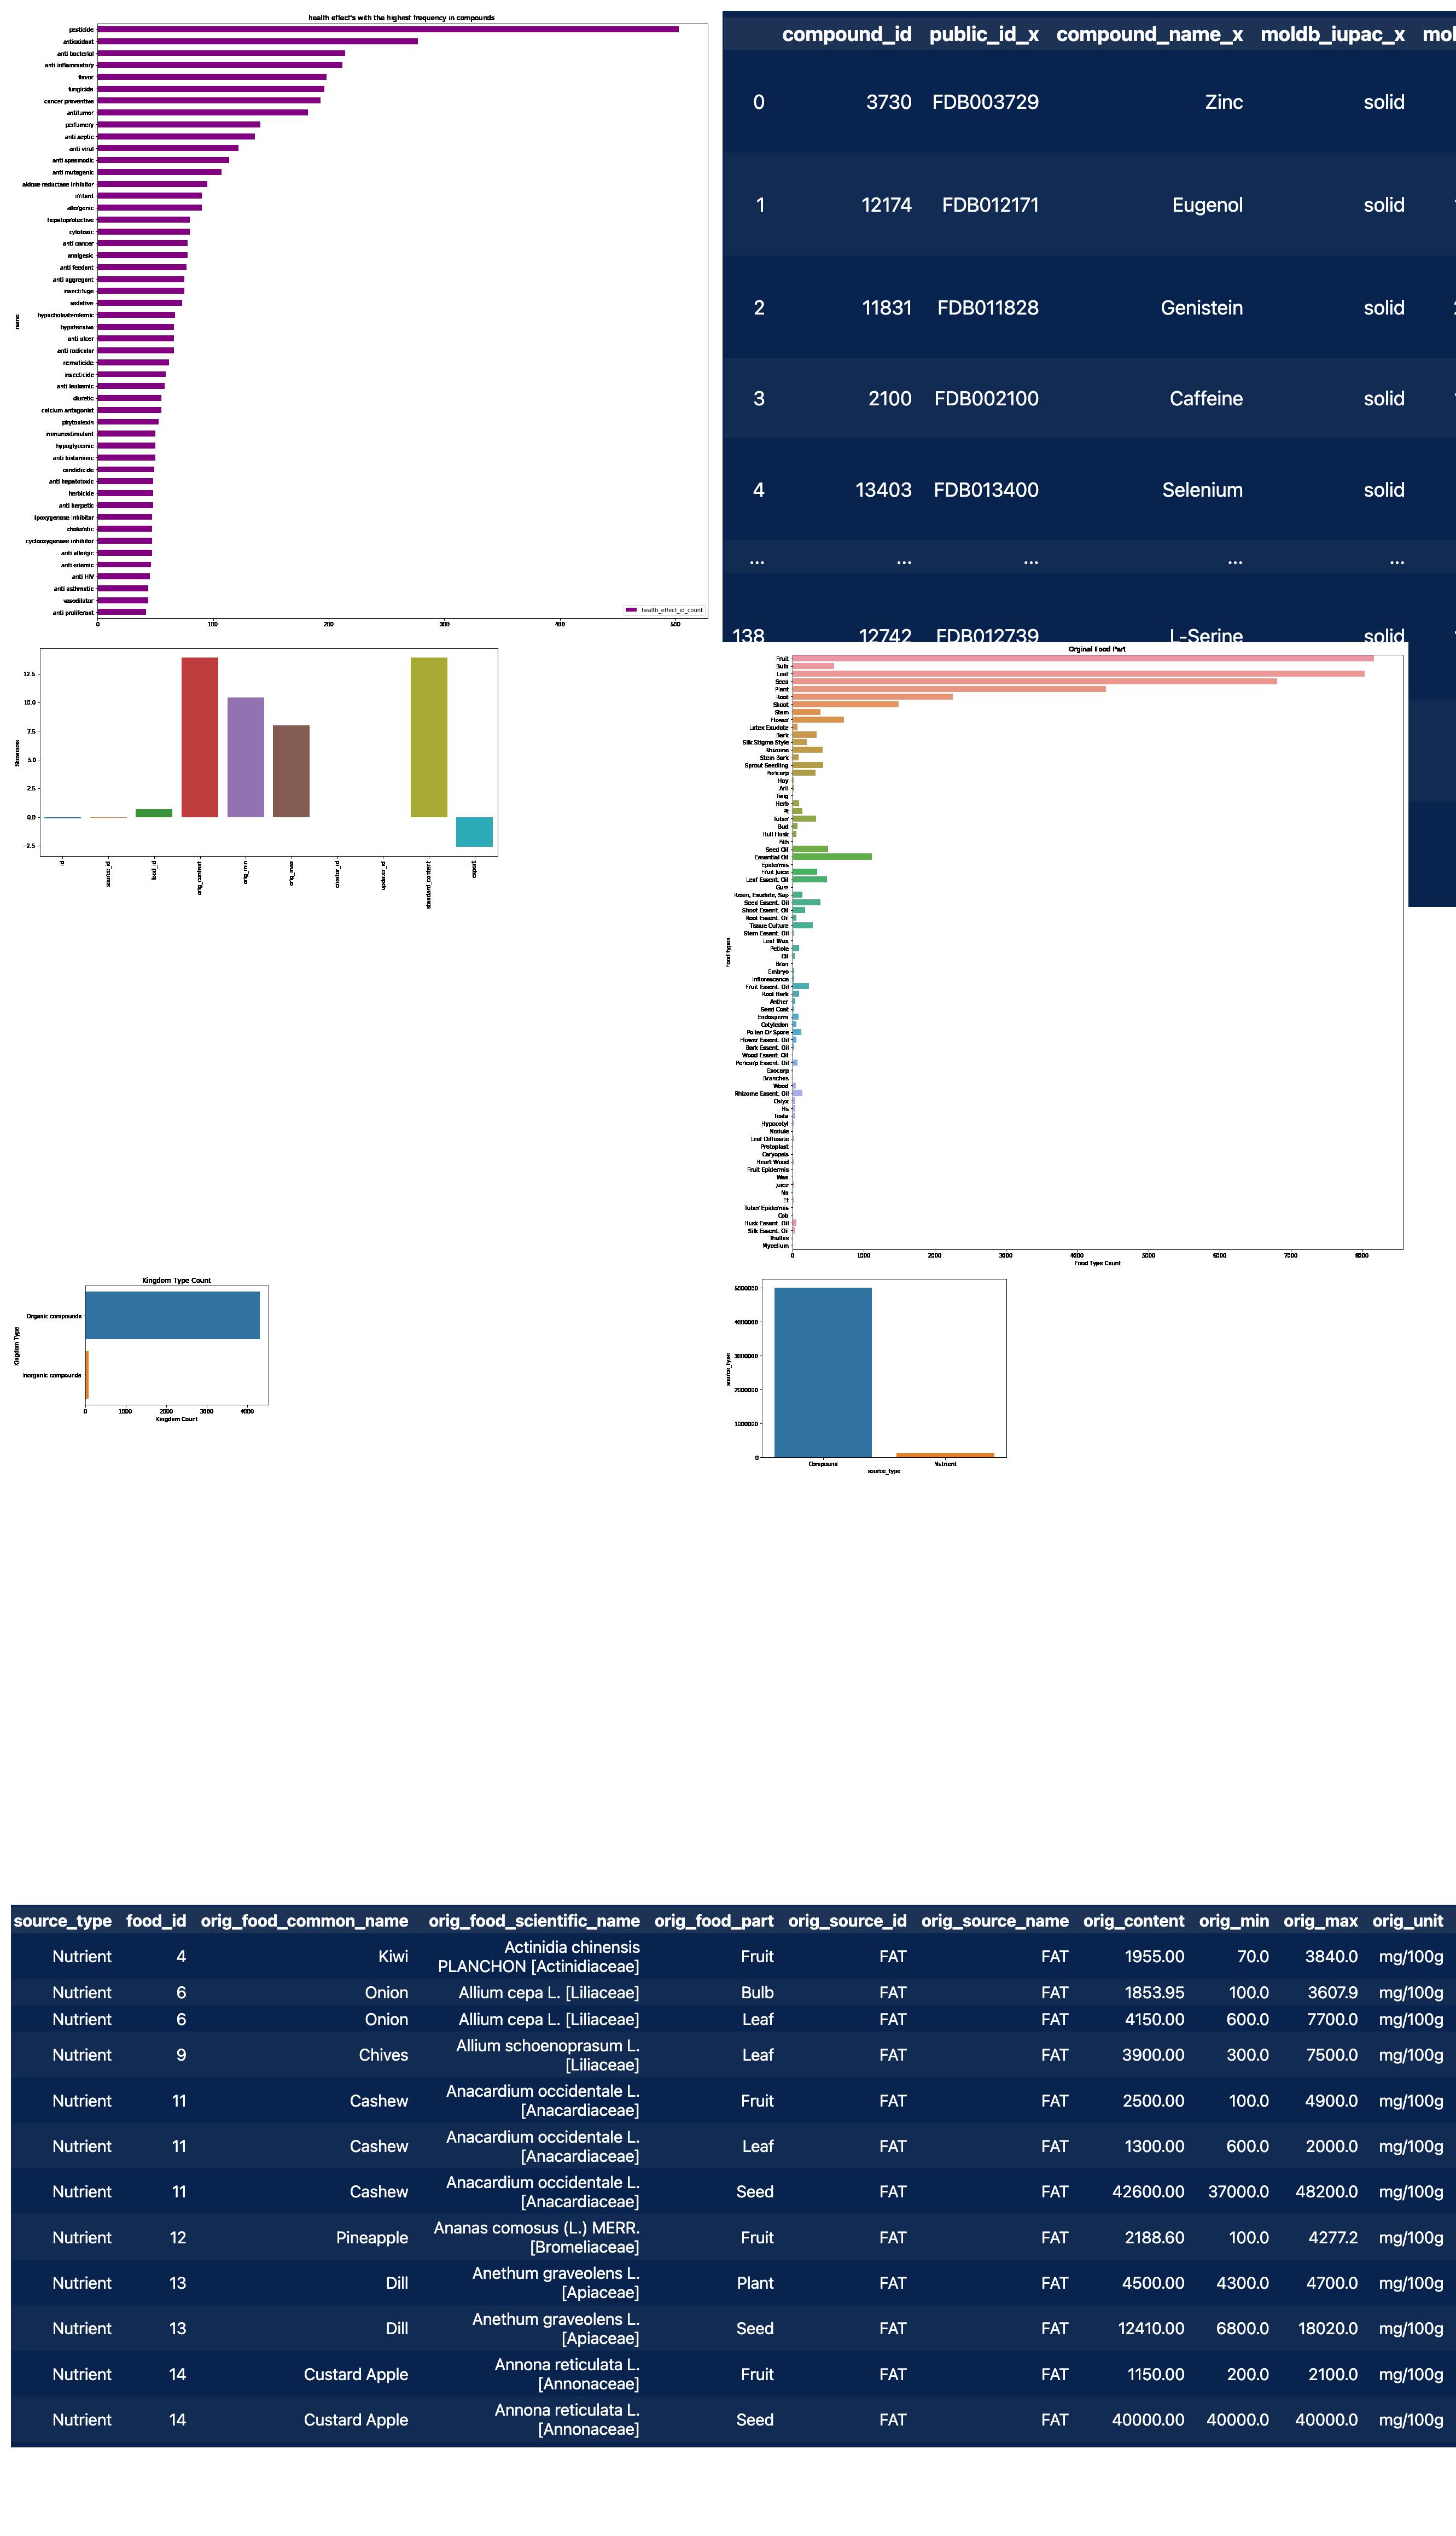 health effect's with the highest frequency in compounds
pesticide
antioxidant
anti bacterial
anti inflammatory
flavor
fungicide
cancer preventive
antitumor
perfumery
anti septic
anti viral
anti spasmodic
anti mutagenic
aldose reductase inhibitor
irritant
allergenic
hepatoprotective
cytotoxic
anti cancer
analgesic
anti feedant
anti aggregant
insectifuge
sedative
hypocholesterolemic
hypotensive
anti ulcer
anti radicular
nematicide
insecticide
anti leukemic
diuretic
calcium antagonist
phytoalexin
immunostimulant
hypoglycemic
anti histaminic
candidicide
anti hepatotoxic
herbicide
anti herpetic
lipoxygenase inhibitor
choleretic
cyclooxygenase inhibitor
anti allergic
anti HIV
anti asthmatic
vasodilator
anti proliferant
name
0 100 200 300 400 500
health_effect_id_count
compound_id public_id_x compound_name_x moldb_iupac_x mol
0 3730 FDB003729 Zinc solid
1 12174 FDB012171 Eugenol solid
2 11831 FDB011828 Genistein solid
3 2100 FDB002100 Caffeine solid
4 13403 FDB013400 Selenium solid
... ... ... ... ...
138 12742 FDB012739 L-Serine solid
12.5
10.0
7.5
5.0
2.5
0.0
−2.5
Skewness
id
source_id
food_id
orig_content
orig_min
orig_max
creator_id
updater_id
standard_content
export
Orginal Food Part
Fruit
Bulb
Leaf
Seed
Plant
Root
Shoot
Stem
Flower
Latex Exudate
Bark
Silk Stigma Style
Rhizome
Stem Bark
Sprout Seedling
Pericarp
Hay
Aril
Twig
Herb
Pt
Tuber
Bud
Hull Husk
Pith
Seed Oil
Essential Oil
Epidermis
Fruit Juice
Leaf Essent. Oil
Gum
Resin, Exudate, Sap
Seed Essent. Oil
Shoot Essent. Oil
Root Essent. Oil
Tissue Culture
Stem Essent. Oil
Leaf Wax
Petiole
Oil
Bran
Embryo
Inflorescence
Fruit Essent. Oil
Root Bark
Anther
Seed Coat
Endosperm
Cotyledon
Pollen Or Spore
Flower Essent. Oil
Bark Essent. Oil
Wood Essent. Oil
Pericarp Essent. Oil
Exocarp
Branches
Wood
Rhizome Essent. Oil
Calyx
Hs
Testa
Hypocotyl
Nodule
Leaf Diffusate
Protoplast
Caryopsis
Heart Wood
Fruit Epidermis
Wax
Juice
Ns
Et
Tuber Epidermis
Cob
Husk Essent. Oil
Silk Essent. Oil
Thallus
Mycelium
Food types
0 1000 2000 3000 4000 5000 6000 7000 8000
Food Type Count
Kingdom Type Count
Organic compounds
Inorganic compounds
Kingdom Type
0 1000 2000 3000 4000
Kingdom Count
5000000
4000000
3000000
2000000
1000000
0
source_type
Compound Nutrient
source_type
source_type food_id orig_food_common_name orig_food_scientific_name orig_food_part orig_source_id orig_source_name orig_content orig_min orig_max orig_unit
Nutrient 4 Kiwi Actinidia chinensis PLANCHON [Actinidiaceae] Fruit FAT FAT 1955.00 70.0 3840.0 mg/100g
Nutrient 6 Onion Allium cepa L. [Liliaceae] Bulb FAT FAT 1853.95 100.0 3607.9 mg/100g
Nutrient 6 Onion Allium cepa L. [Liliaceae] Leaf FAT FAT 4150.00 600.0 7700.0 mg/100g
Nutrient 9 Chives Allium schoenoprasum L. [Liliaceae] Leaf FAT FAT 3900.00 300.0 7500.0 mg/100g
Nutrient 11 Cashew Anacardium occidentale L. [Anacardiaceae] Fruit FAT FAT 2500.00 100.0 4900.0 mg/100g
Nutrient 11 Cashew Anacardium occidentale L. [Anacardiaceae] Leaf FAT FAT 1300.00 600.0 2000.0 mg/100g
Nutrient 11 Cashew Anacardium occidentale L. [Anacardiaceae] Seed FAT FAT 42600.00 37000.0 48200.0 mg/100g
Nutrient 12 Pineapple Ananas comosus (L.) MERR. [Bromeliaceae] Fruit FAT FAT 2188.60 100.0 4277.2 mg/100g
Nutrient 13 Dill Anethum graveolens L. [Apiaceae] Plant FAT FAT 4500.00 4300.0 4700.0 mg/100g
Nutrient 13 Dill Anethum graveolens L. [Apiaceae] Seed FAT FAT 12410.00 6800.0 18020.0 mg/100g
Nutrient 14 Custard Apple Annona reticulata L. [Annonaceae] Fruit FAT FAT 1150.00 200.0 2100.0 mg/100g
Nutrient 14 Custard Apple Annona reticulata L. [Annonaceae] Seed FAT FAT 40000.00 40000.0 40000.0 mg/100g